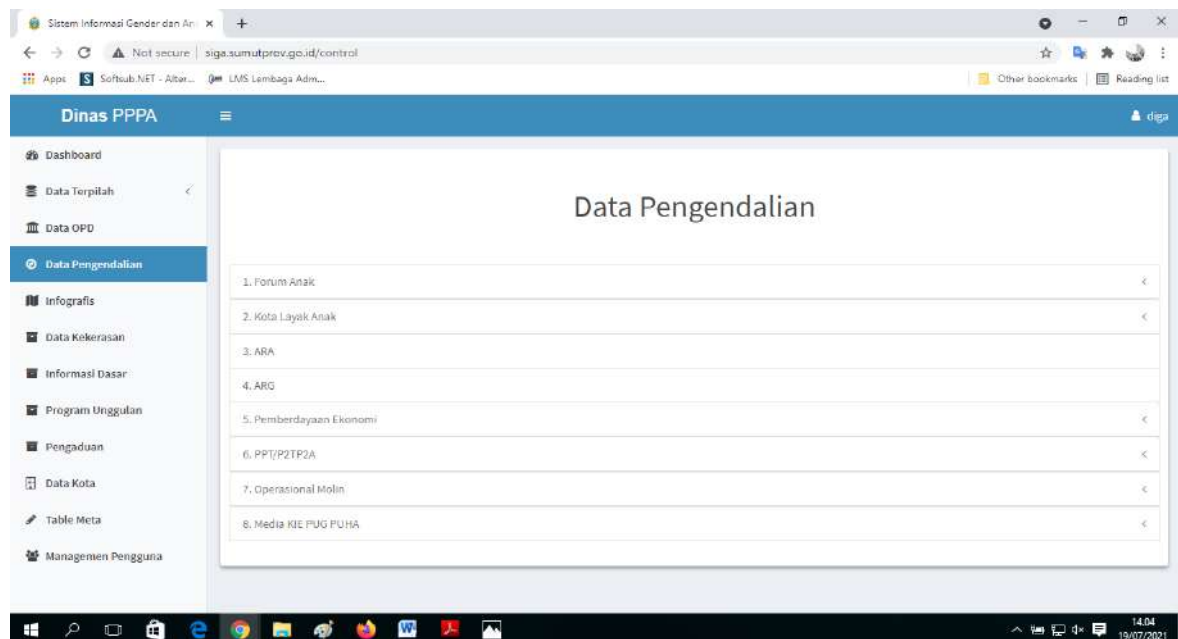 Sistem Informasi Gender dan An
Not secure | siga.sumutprov.go.id/control
Apps Softsub.NET - Alter... LMS Lembaga Adm... Other bookmarks Reading list
Dinas PPPA
diga
Dashboard
Data Terpilah
Data OPD
Data Pengendalian
Infografis
Data Kekerasan
Informasi Dasar
Program Unggulan
Pengaduan
Data Kota
Table Meta
Managemen Pengguna
Data Pengendalian
1. Forum Anak
2. Kota Layak Anak
3. ARA
4. ARG
5. Pemberdayaan Ekonomi
6. PPT/P2TP2A
7. Operasional Molin
8. Media KIE PUG PUHA
14.04
19/07/2021